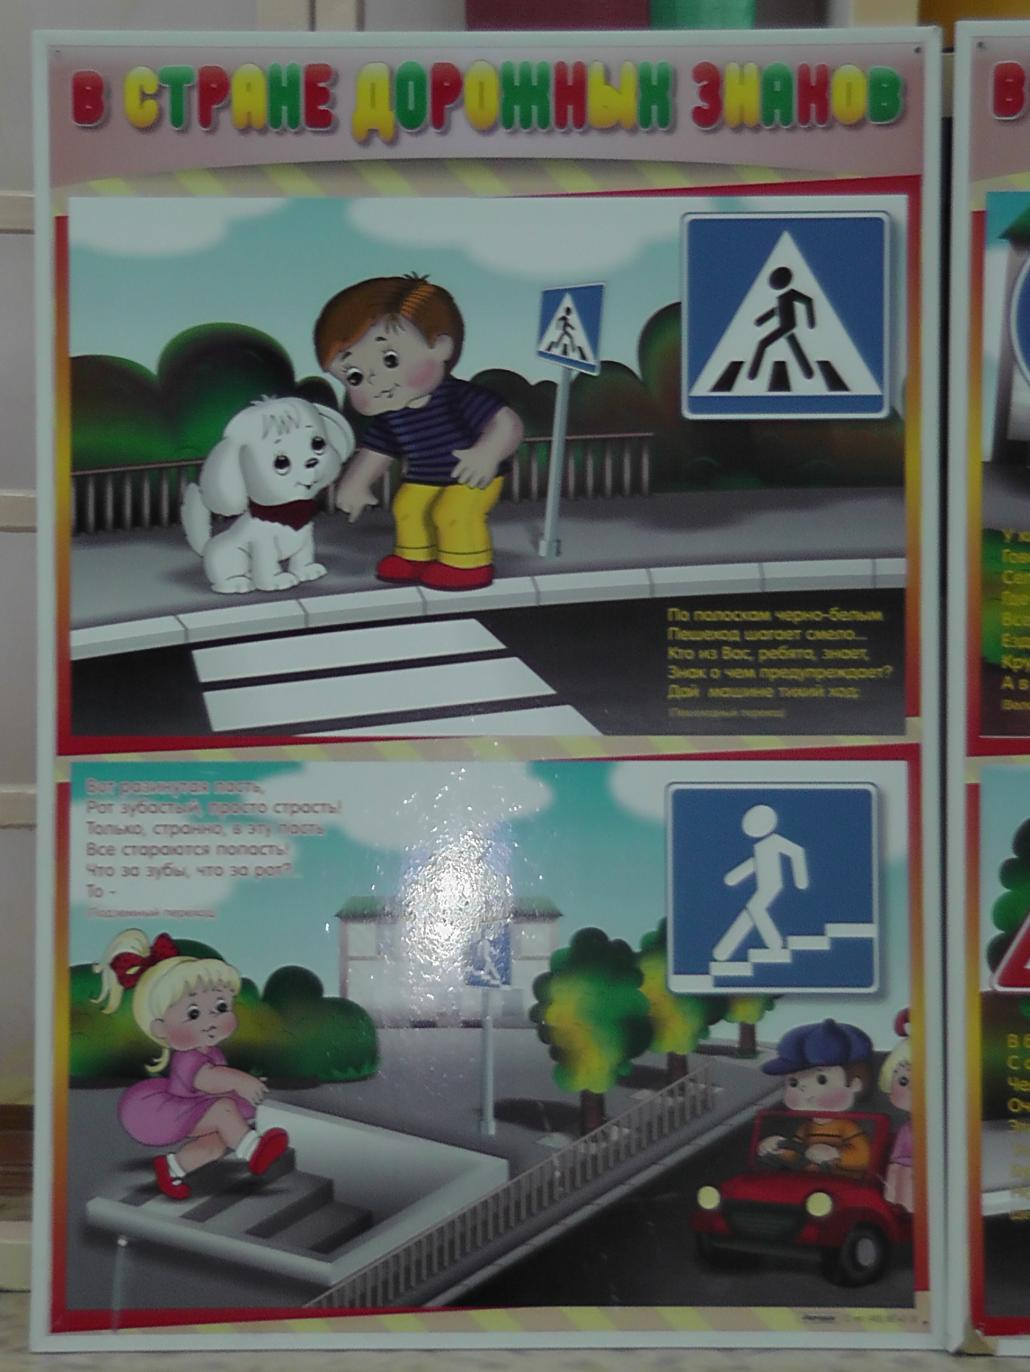 В СТРАНЕ ДОРОЖНЫХ ЗНАКОВ
По полоскам черно-белым
Пешеход шагает смело...
Кто из Вас, ребята, знает,
Знак о чем предупреждает?
Дай машине тихий ход:
Пешеходный переход
Вот разинутая пасть,
Рот зубастый, просто страсть!
Только, странно, в эту пасть
Все стараются попасть!
Что за зубы, что за рот?
То -
Подземный переход
В